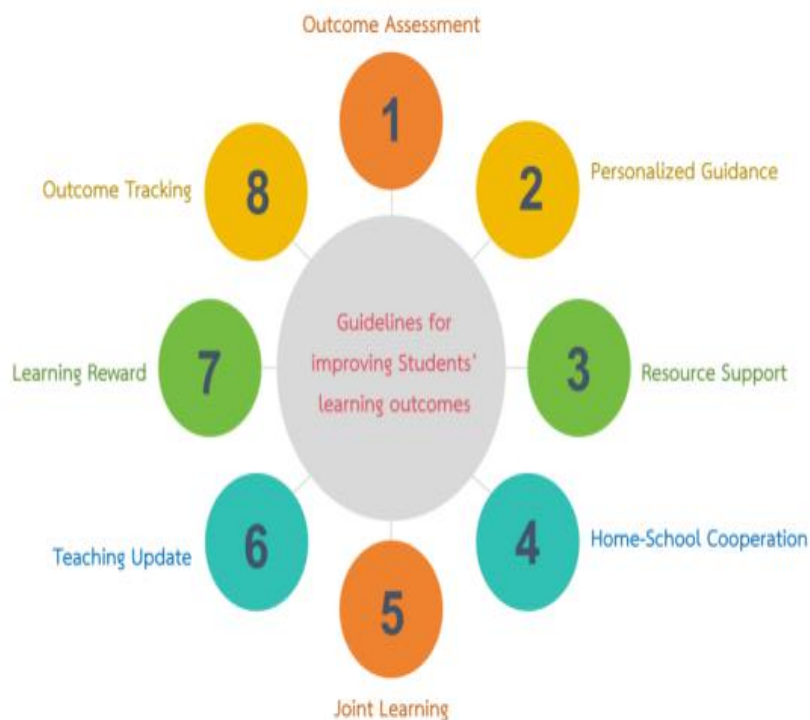 Outcome Assessment
1
2
Personalized Guidance
3
Resource Support
4
Home-School Cooperation
5
Joint Learning
6
Teaching Update
7
Learning Reward
8
Outcome Tracking
Guidelines for
improving Students'
learning outcomes